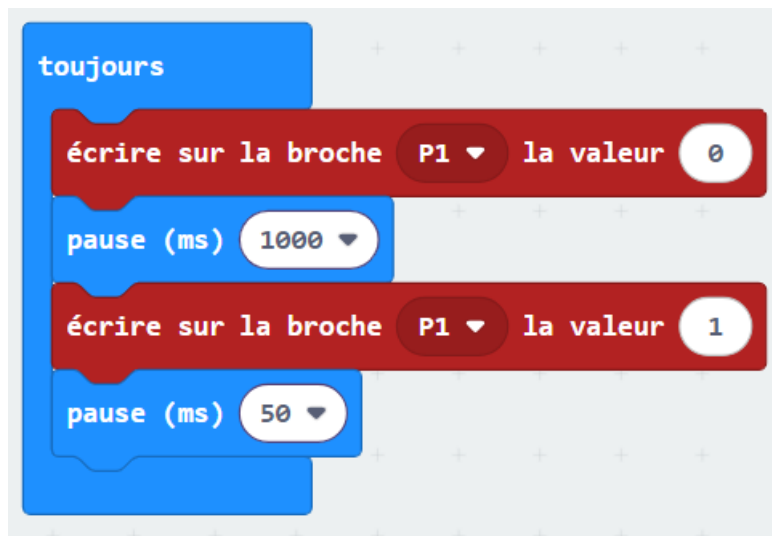 toujours
écrire sur la broche P1 la valeur 0
pause (ms) 1000
écrire sur la broche P1 la valeur 1
pause (ms) 50